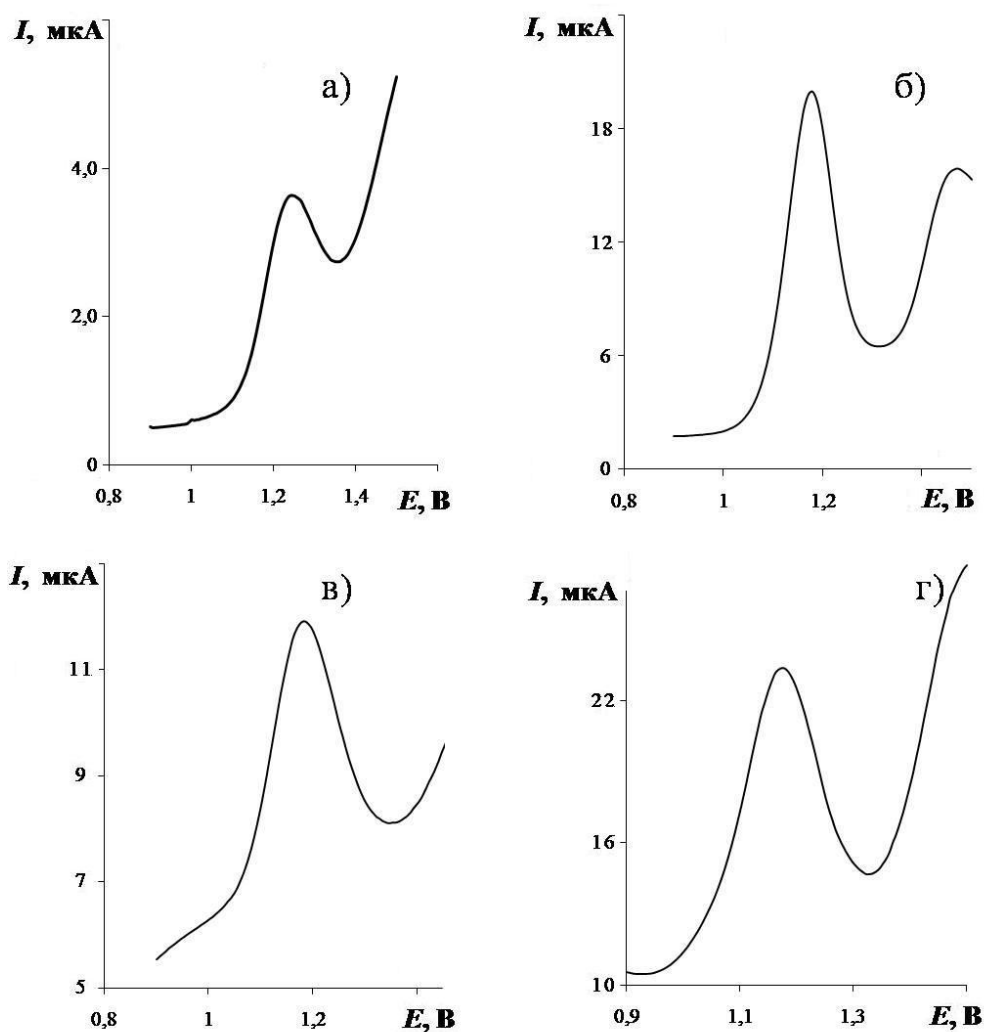 I, мкА
а)
4,0
2,0
0
0,8 1 1,2 1,4 E, В
I, мкА
б)
18
12
6
0
0,8 1 1,2 E, В
I, мкА
в)
11
9
7
5
0,8 1 1,2 E, В
I, мкА
г)
22
16
10
0,9 1,1 1,3 E, В